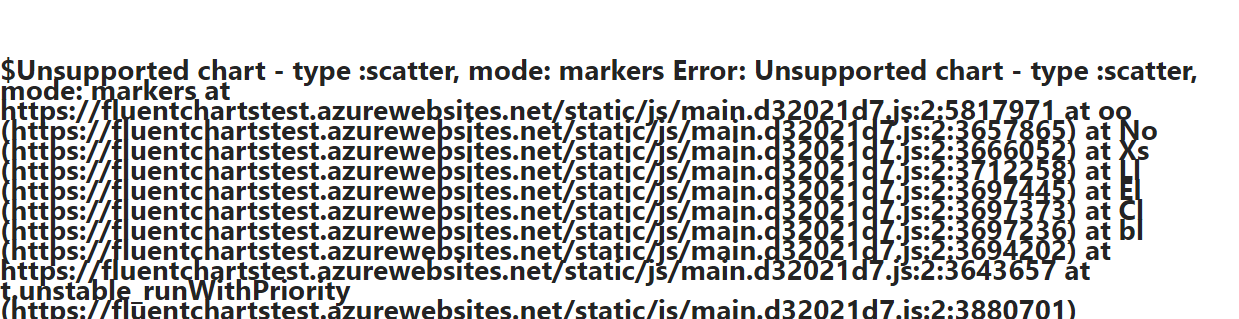 $Unsupported chart - type :scatter, mode: markers Error: Unsupported chart - type :scatter,
mode: markers at
https://fluentchartstest.azurewebsites.net/static/js/main.d32021d7.js:2:5817971 at oo
(https://fluentchartstest.azurewebsites.net/static/js/main.d32021d7.js:2:3657865) at No
(https://fluentchartstest.azurewebsites.net/static/js/main.d32021d7.js:2:3666052) at Xs
(https://fluentchartstest.azurewebsites.net/static/js/main.d32021d7.js:2:3712258) at Ll
(https://fluentchartstest.azurewebsites.net/static/js/main.d32021d7.js:2:3697445) at El
(https://fluentchartstest.azurewebsites.net/static/js/main.d32021d7.js:2:3697373) at Cl
(https://fluentchartstest.azurewebsites.net/static/js/main.d32021d7.js:2:3697236) at bl
(https://fluentchartstest.azurewebsites.net/static/js/main.d32021d7.js:2:3694202) at
https://fluentchartstest.azurewebsites.net/static/js/main.d32021d7.js:2:3643657 at
t.unstable_runWithPriority
(https://fluentchartstest.azurewebsites.net/static/js/main.d32021d7.js:2:3880701)